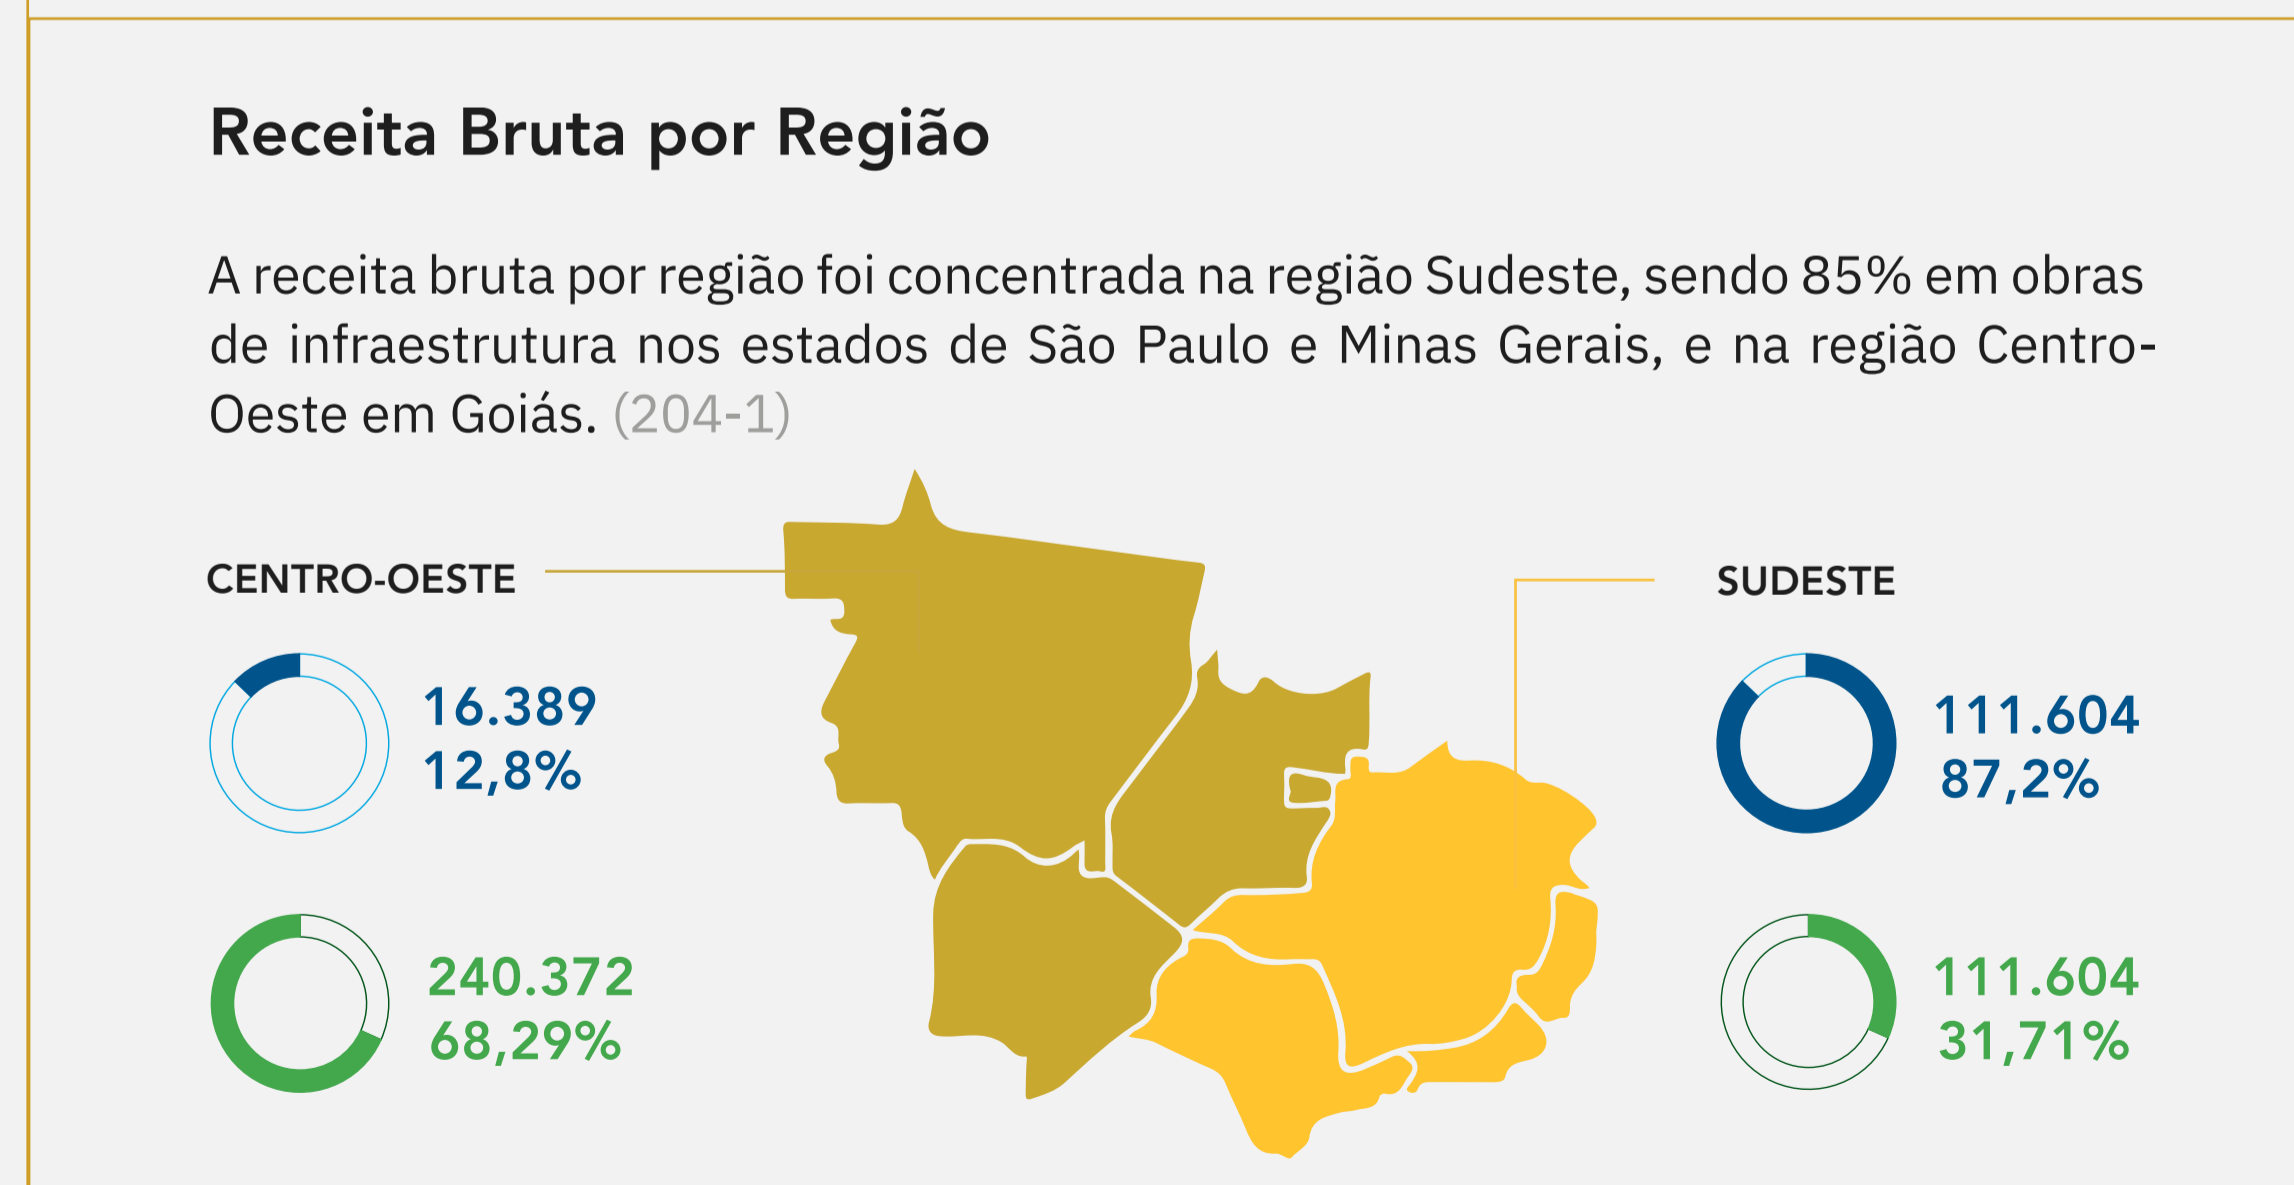 Receita Bruta por Região
A receita bruta por região foi concentrada na região Sudeste, sendo 85% em obras
de infraestrutura nos estados de São Paulo e Minas Gerais, e na região Centro-
Oeste em Goiás. (204-1)
CENTRO-OESTE
16.389
12,8%
240.372
68,29%
SUDESTE
111.604
87,2%
111.604
31,71%